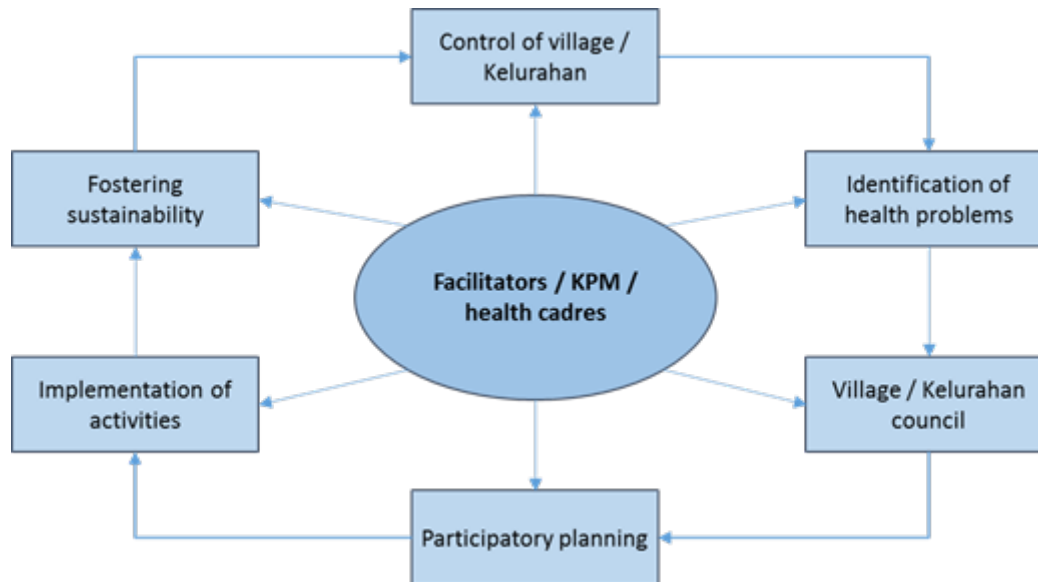 Control of village /
Kelurahan
Fostering
sustainability
Identification of
health problems
Facilitators / KPM /
health cadres
Implementation of
activities
Village / Kelurahan
council
Participatory planning